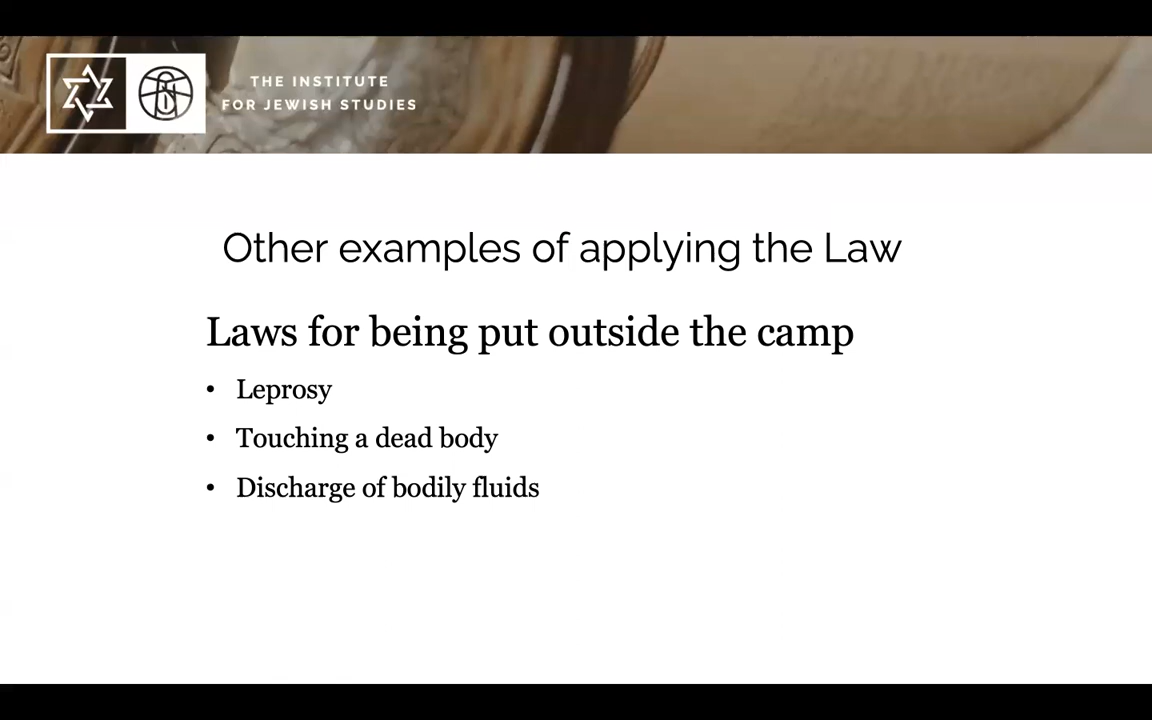 THE INSTITUTE
FOR JEWISH STUDIES
Other examples of applying the Law
Laws for being put outside the camp
• Leprosy
• Touching a dead body
• Discharge of bodily fluids